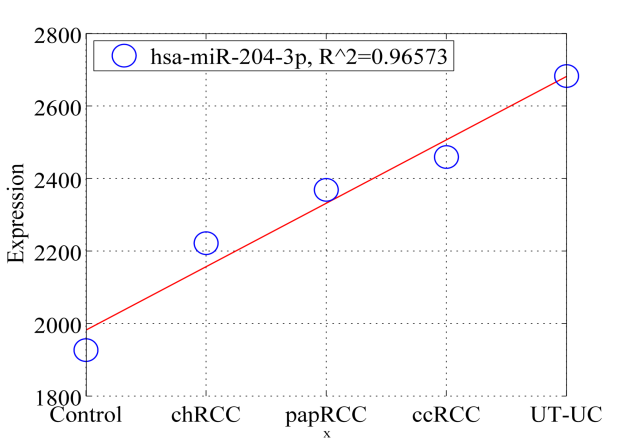 2800
hsa-miR-204-3p, R^2=0.96573
2600
2400
2200
2000
1800
Expression
Control chRCC papRCC ccRCC UT-UC
x